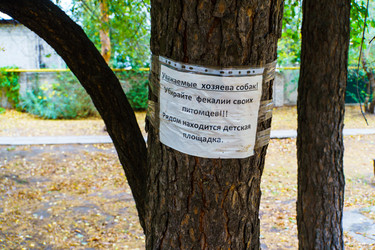 Уважаемые хозяева собак!
Убирайте фекалии своих
питомцев!!!
Рядом находится детская
площадка.